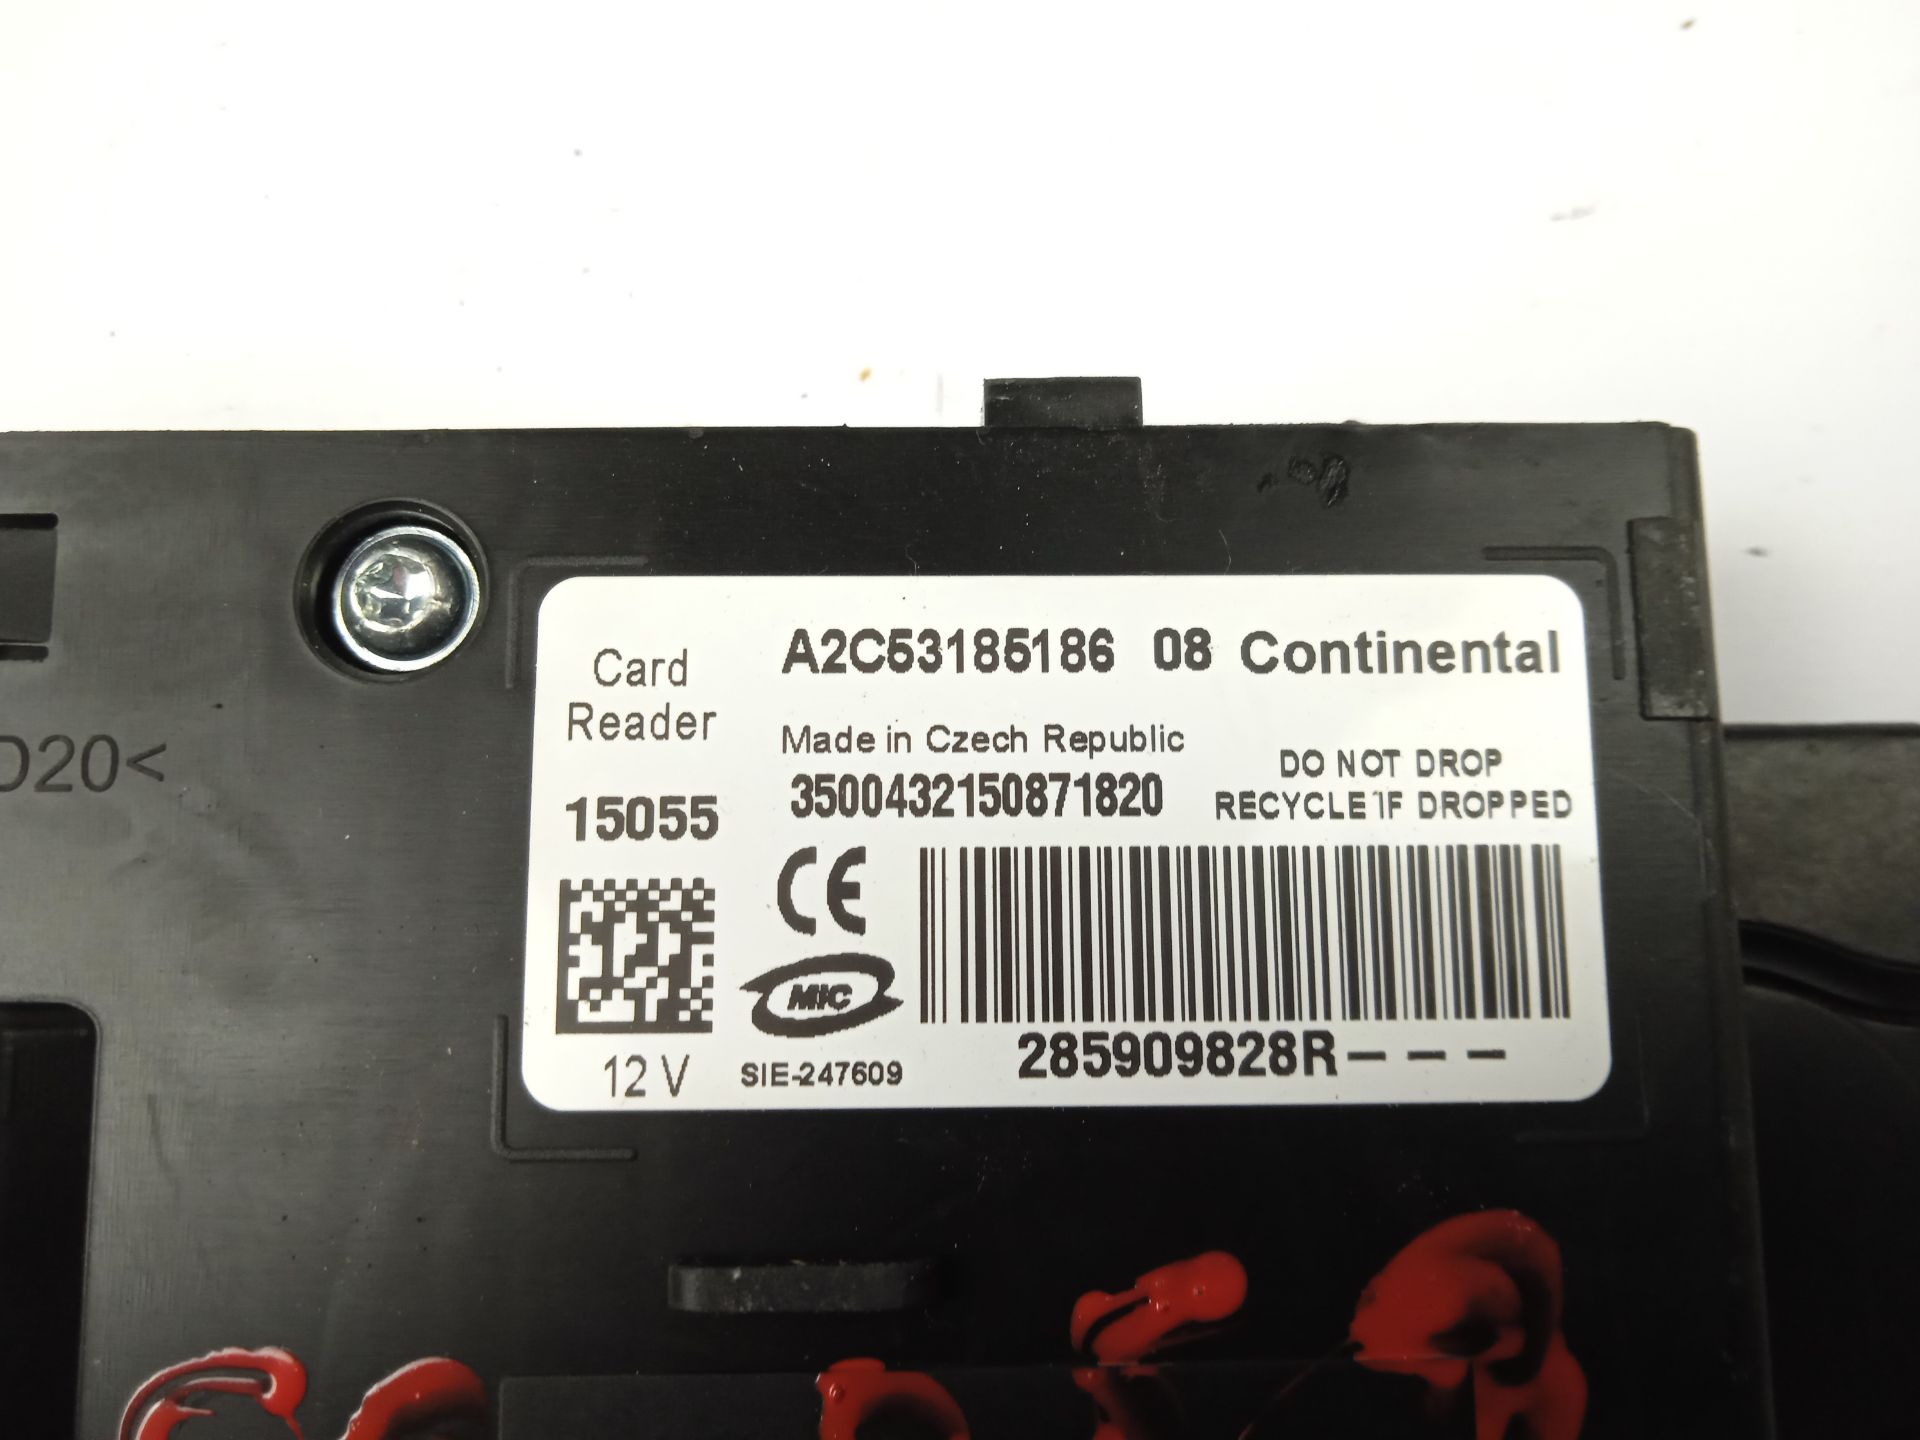 A2C53185186 08 Continental
Card
Reader
Made in Czech Republic
DO NOT DROP
RECYCLE IF DROPPED
15055
3500432150871820
CE
MIC
12 V
SIE-247609
285909828R---
D20<